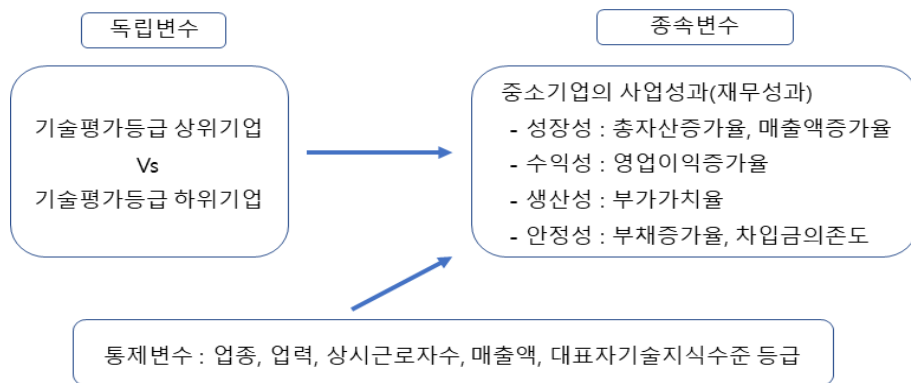 독립변수
종속변수
기술평가등급 상위기업
Vs
기술평가등급 하위기업
중소기업의 사업성과(재무성과)
- 성장성 : 총자산증가율, 매출액증가율
- 수익성 : 영업이익증가율
- 생산성 : 부가가치율
- 안정성 : 부채증가율, 차입금의존도
통제변수 : 업종, 업력, 상시근로자수, 매출액, 대표자기술지식수준 등급